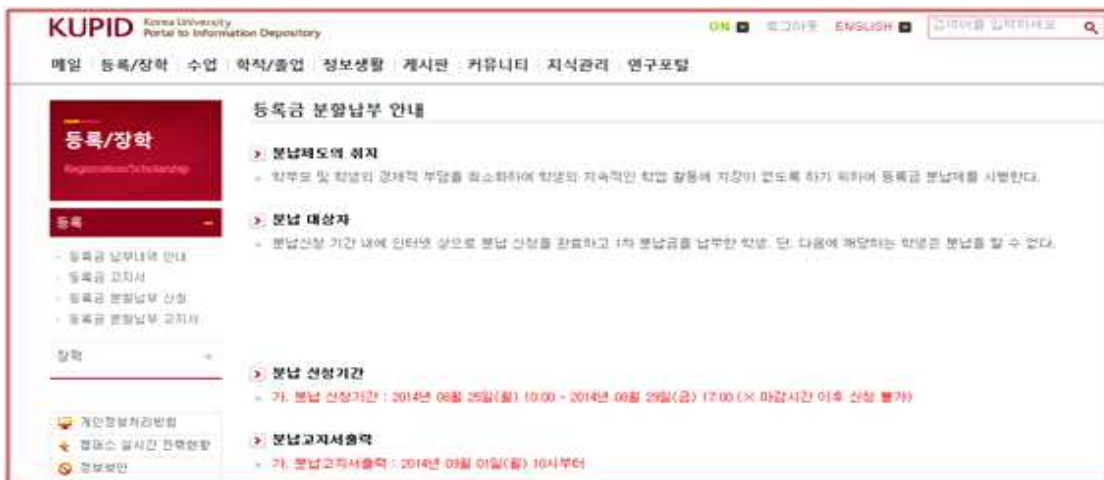 KUPID Korea University
Portal to Information Depository
ON 로그아웃 ENGLISH 검색어를 입력하세요
메일 등록/장학 수업 학적/졸업 정보생활 게시판 커뮤니티 지식관리 연구포털
등록/장학
Registration/Scholarship
등록
등록금 납부내역 안내
등록금 고지서
등록금 분할납부 신청
등록금 분할납부 고지서
장학
개인정보처리방침
캠퍼스 실시간 전력현황
정보보안
등록금 분할납부 안내
분납제도의 취지
학부모 및 학생의 경제적 부담을 최소화하여 학생의 지속적인 학업 활동에 지장이 없도록 하기 위하여 등록금 분납제를 시행한다.
분납 대상자
분납신청 기간 내에 인터넷 상으로 분납 신청을 완료하고 1차 분납금을 납부한 학생. 단, 다음에 해당하는 학생은 분납을 할 수 없다.
분납 신청기간
가. 분납 신청기간 : 2014년 08월 25일(월) 10:00 - 2014년 08월 29일(금) 17:00 (※ 마감시간 이후 신청 불가)
분납고지서출력
가. 분납고지서출력 : 2014년 09월 01일(월) 10시부터